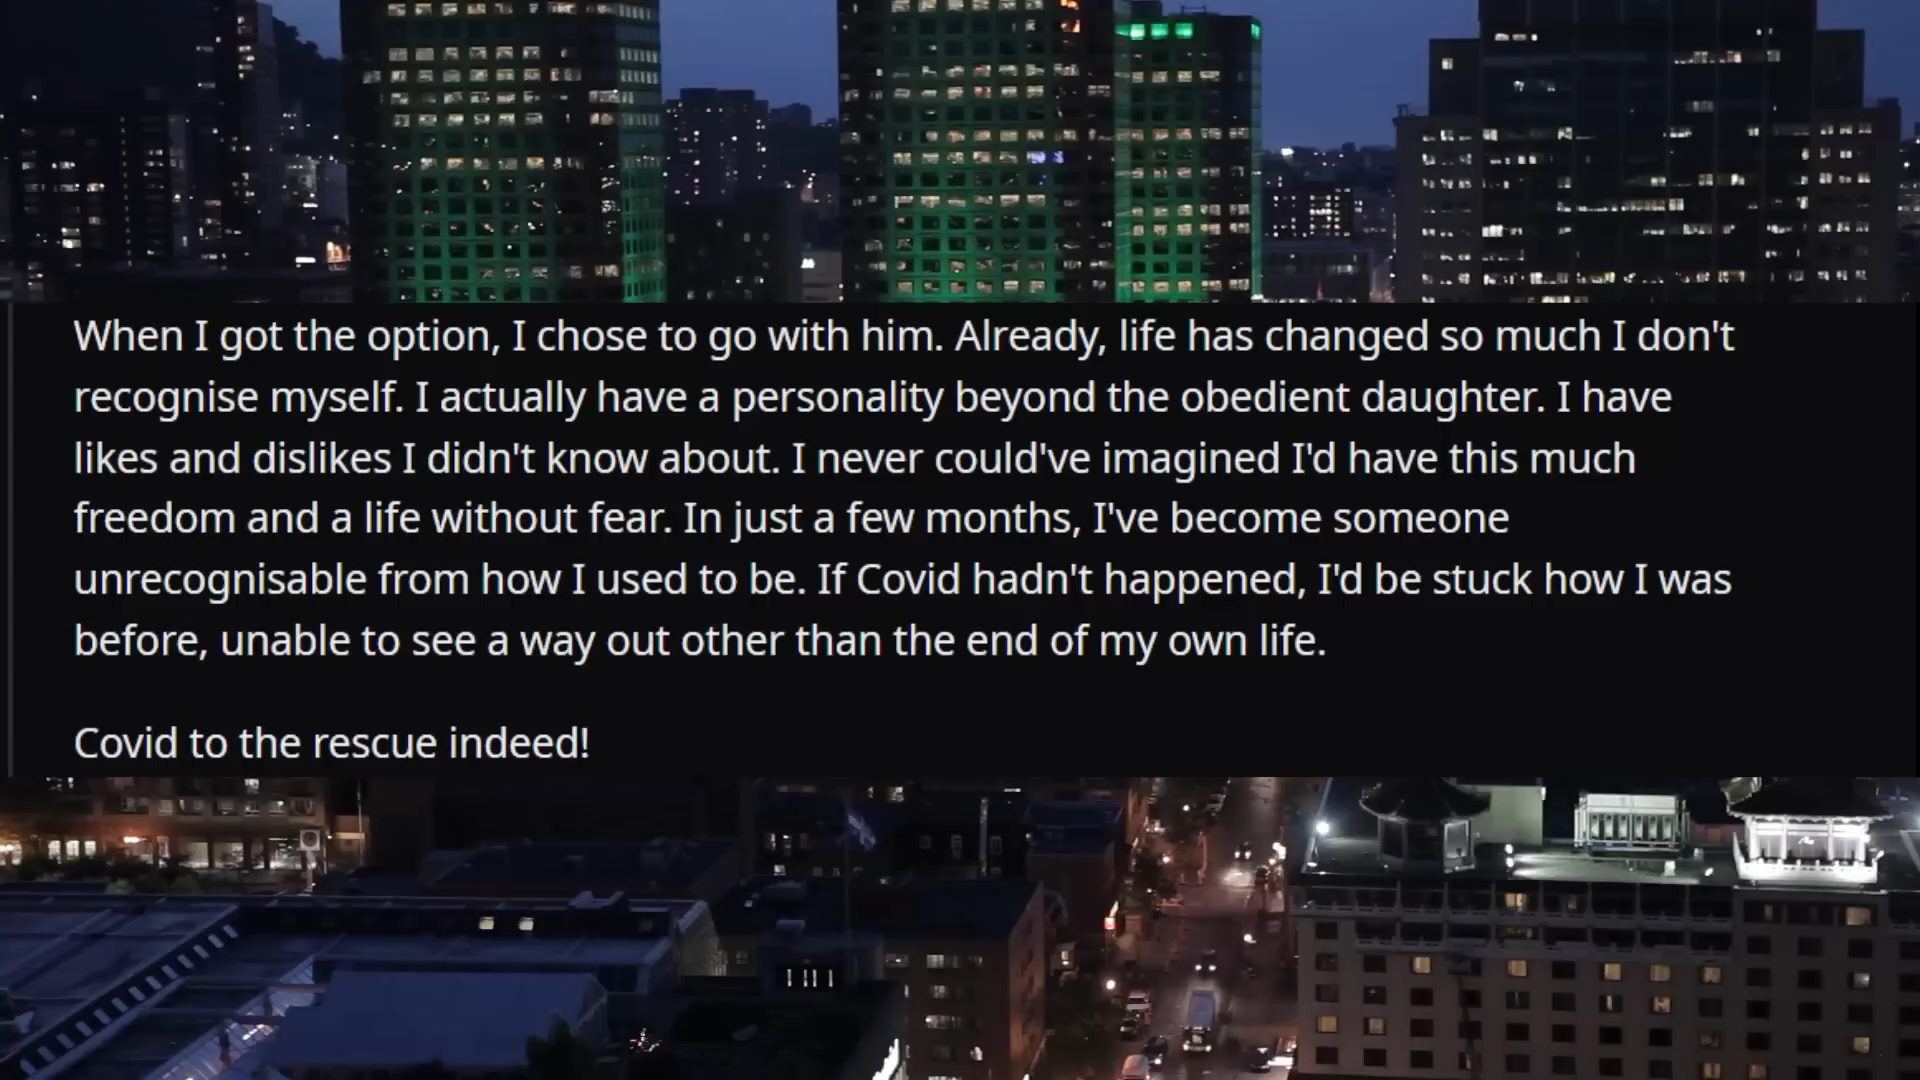 When I got the option, I chose to go with him. Already, life has changed so much I don't
recognise myself. I actually have a personality beyond the obedient daughter. I have
likes and dislikes I didn't know about. I never could've imagined I'd have this much
freedom and a life without fear. In just a few months, I've become someone
unrecognisable from how I used to be. If Covid hadn't happened, I'd be stuck how I was
before, unable to see a way out other than the end of my own life.
Covid to the rescue indeed!